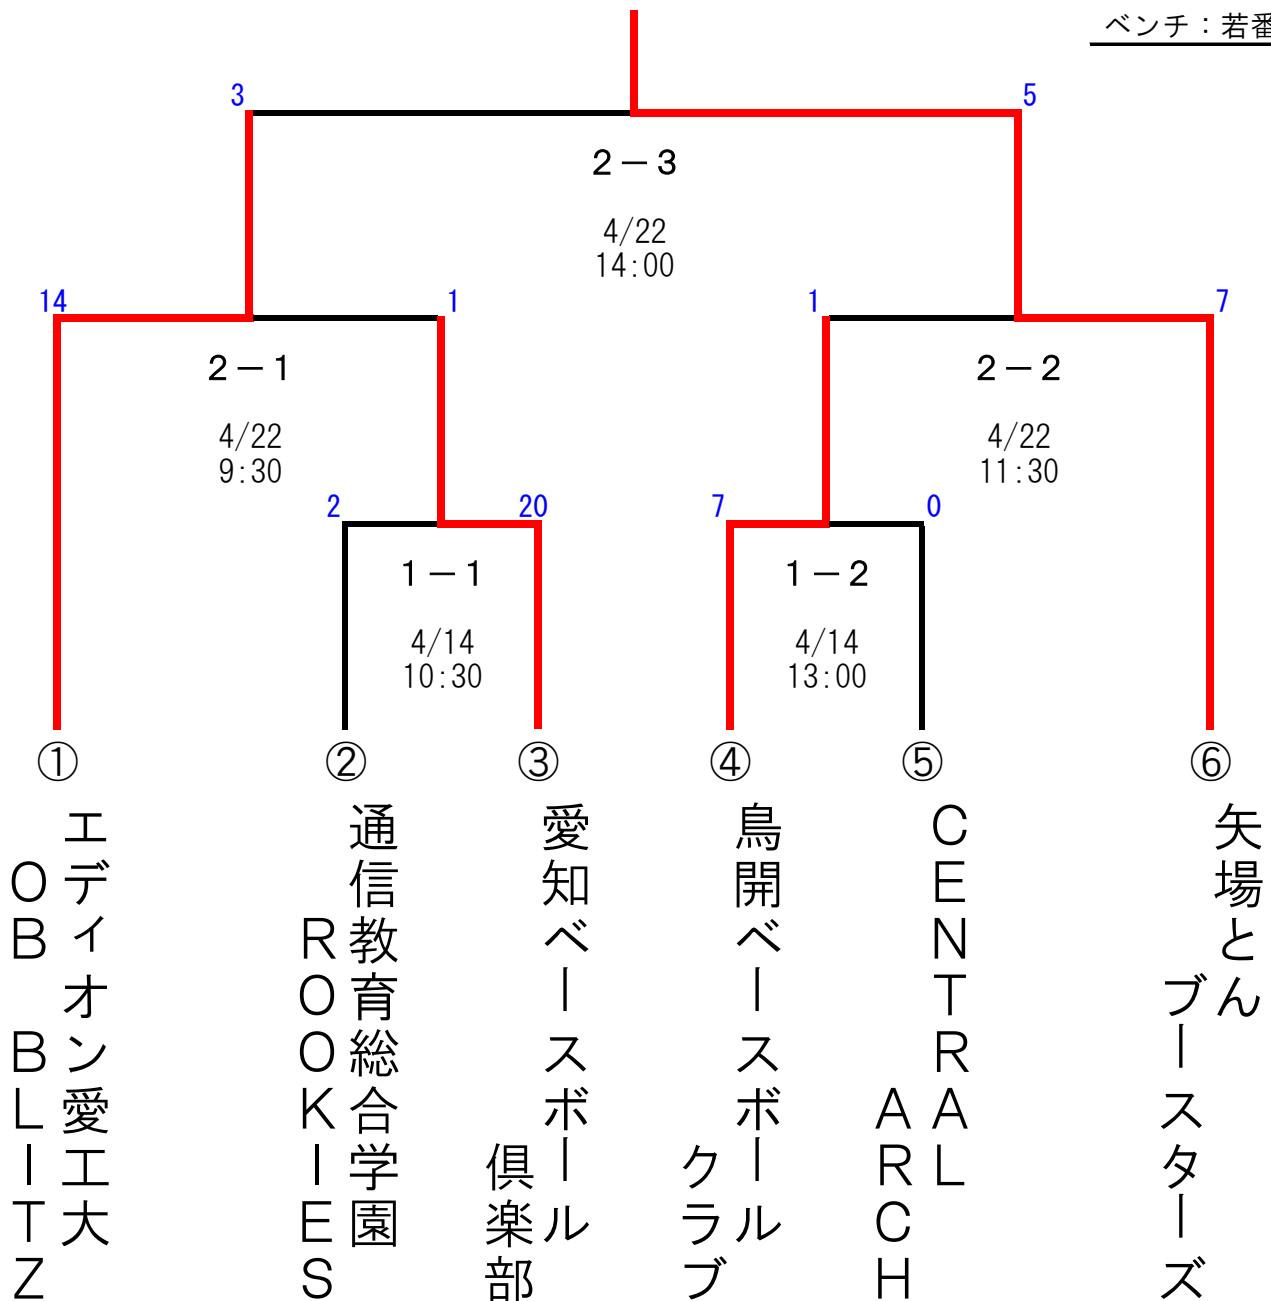 ベンチ：若番
3
5
２－３
4/22
14:00
14
1
1
7
２－１
２－２
4/22
9:30
4/22
11:30
2
20
7
0
１－１
１－２
4/14
10:30
4/14
13:00
①
②
③
④
⑤
⑥
エディオン愛工大
ＯＢ　ＢＬＩＴＺ
通信教育総合学園
ＲＯＯＫＩＥＳ
愛知ベースボール
倶楽部
鳥開ベースボール
クラブ
ＣＥＮＴＲＡＬ
ＡＲＣＨ
矢場とん
ブースターズ